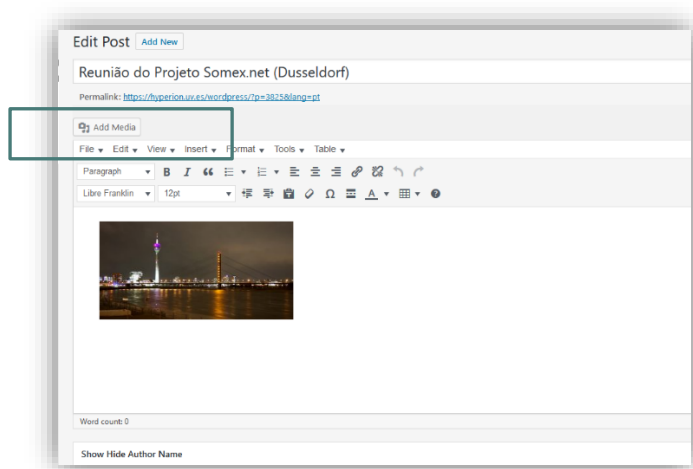 Edit Post Add New
Reunião do Projeto Somex.net (Dusseldorf)
Permalink: https://hyperion.uv.es/wordpress/?p=3825&lang=pt
Add Media
File Edit View Insert Format Tools Table
Paragraph B I
Libre Franklin 12pt Ω A
Word count: 0
Show Hide Author Name